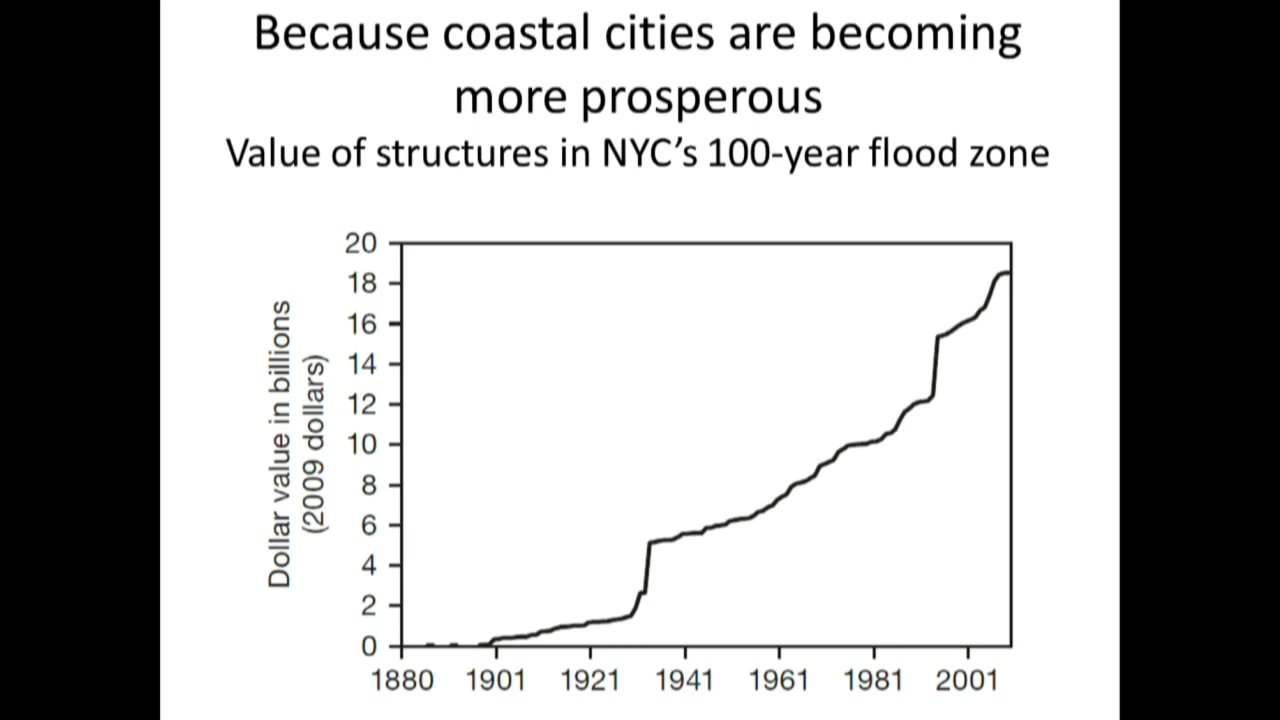 Because coastal cities are becoming
more prosperous
Value of structures in NYC’s 100-year flood zone
Dollar value in billions
(2009 dollars)
20
18
16
14
12
10
8
6
4
2
0
1880 1901 1921 1941 1961 1981 2001